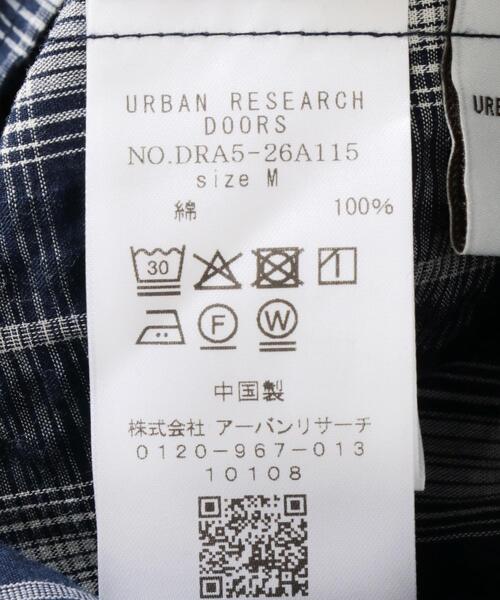 URBAN RESEARCH
DOORS
NO.DRA5-26A115
size M
綿 100%
30
F W
中国製
株式会社 アーバンリサーチ
0120-967-013
10108
URB